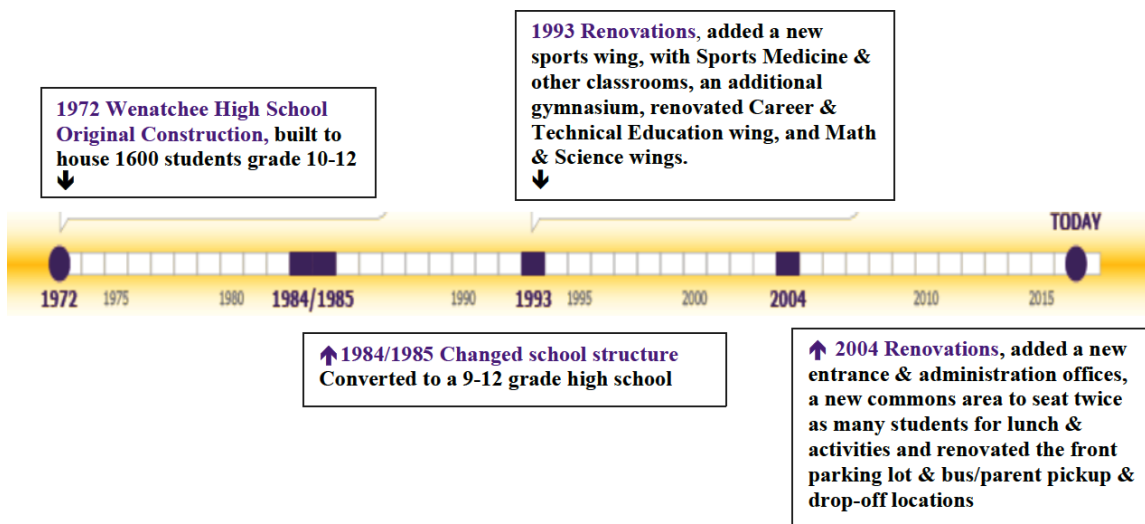 1972 Wenatchee High School
Original Construction, built to
house 1600 students grade 10-12
1993 Renovations, added a new
sports wing, with Sports Medicine &
other classrooms, an additional
gymnasium, renovated Career &
Technical Education wing, and Math
& Science wings.
TODAY
1972 1975 1980 1984/1985 1990 1993 1995 2000 2004 2010 2015
1984/1985 Changed school structure
Converted to a 9-12 grade high school
2004 Renovations, added a new
entrance & administration offices,
a new commons area to seat twice
as many students for lunch &
activities and renovated the front
parking lot & bus/parent pickup &
drop-off locations